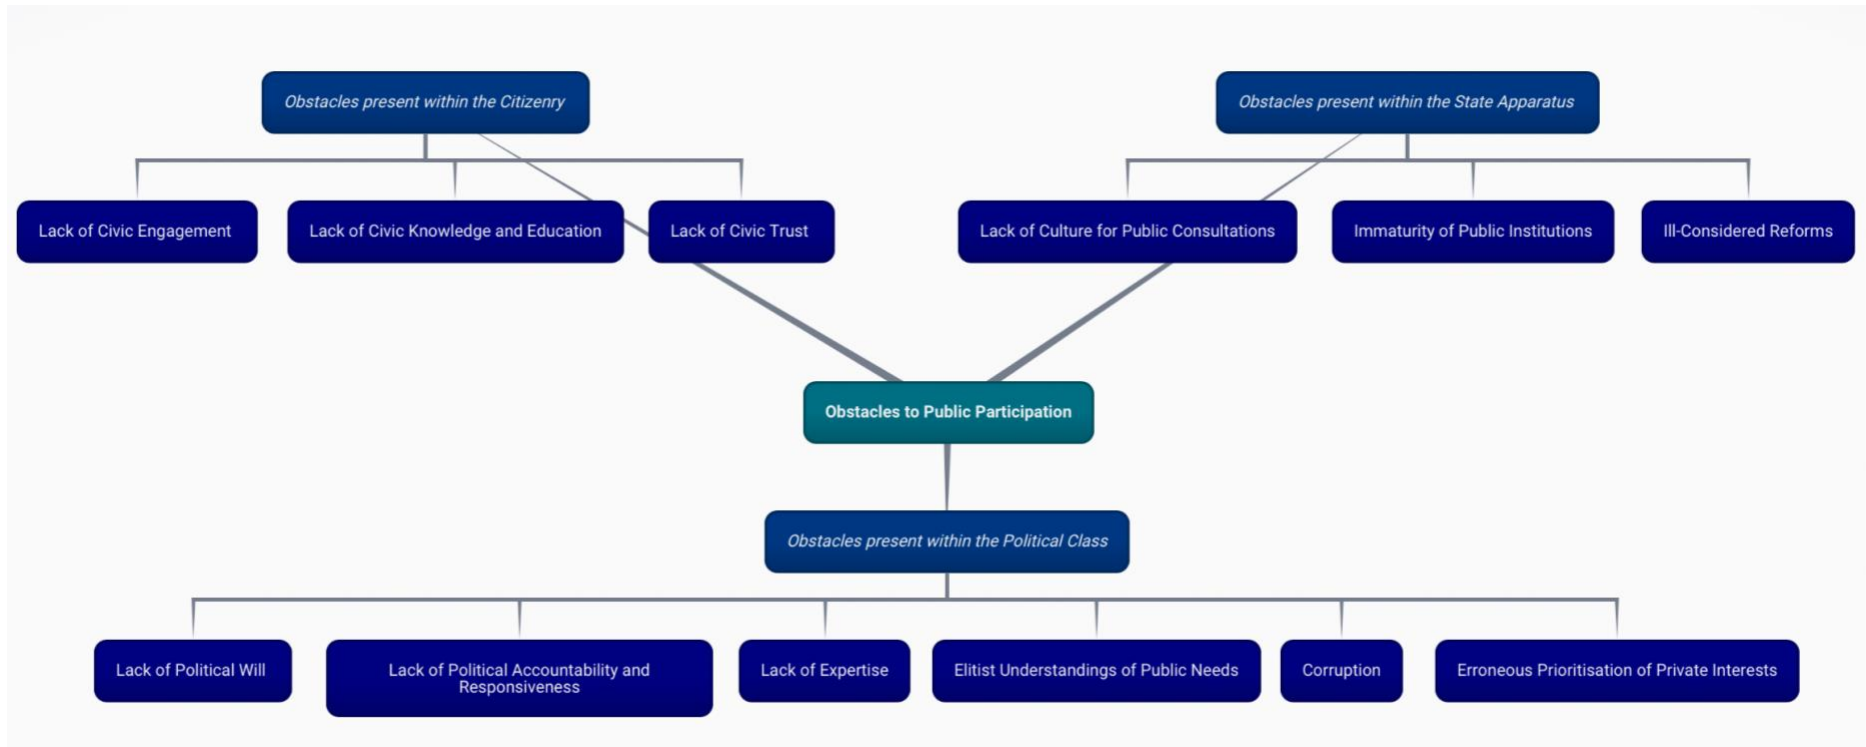 Obstacles present within the Citizenry
Obstacles present within the State Apparatus
Lack of Civic Engagement
Lack of Civic Knowledge and Education
Lack of Civic Trust
Lack of Culture for Public Consultations
Immaturity of Public Institutions
Ill-Considered Reforms
Obstacles to Public Participation
Obstacles present within the Political Class
Lack of Political Will
Lack of Political Accountability and
Responsiveness
Lack of Expertise
Elitist Understandings of Public Needs
Corruption
Erroneous Prioritisation of Private Interests